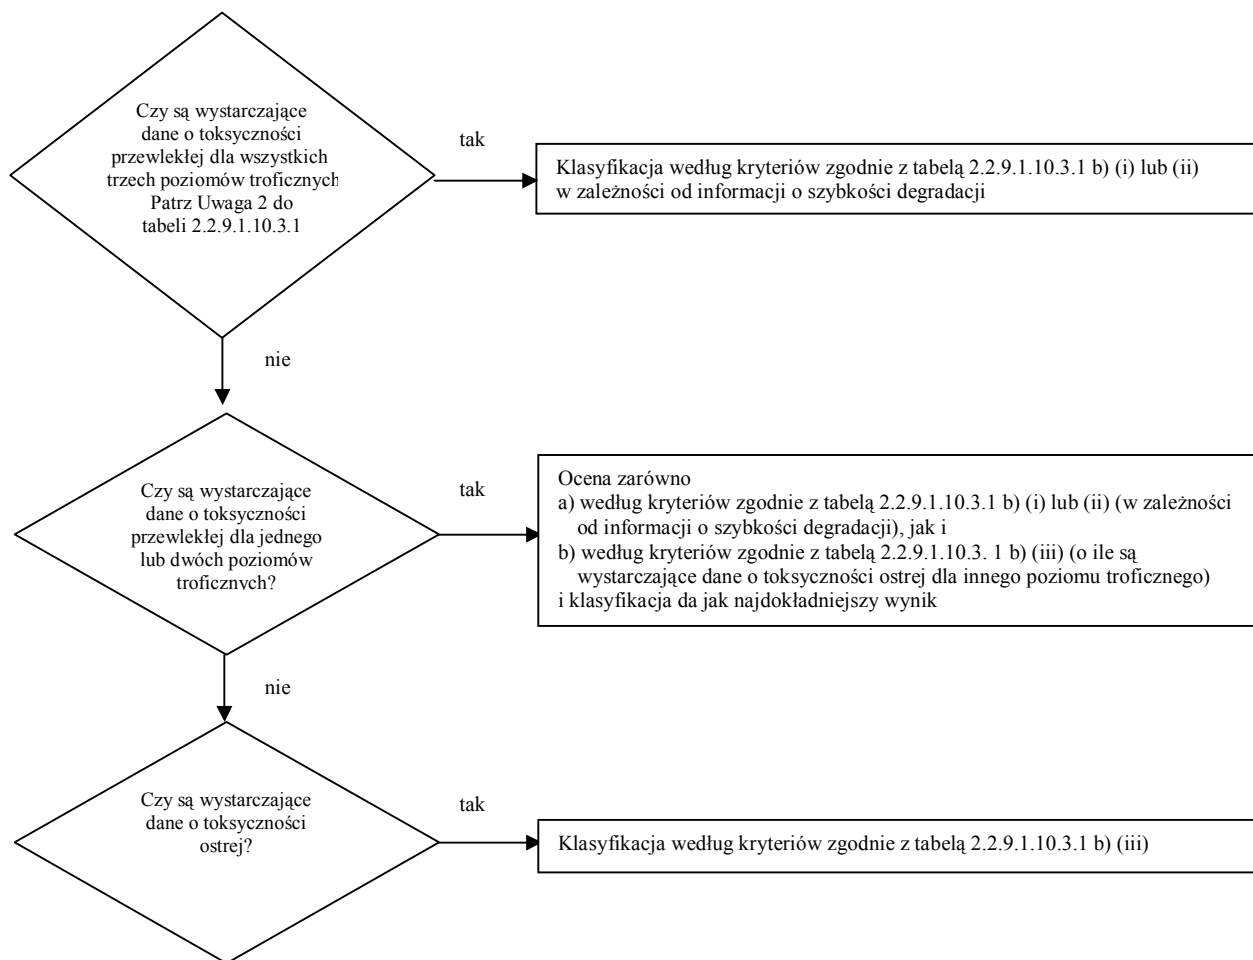 Czy są wystarczające
dane o toksyczności
przewlekłej dla wszystkich
trzech poziomów troficznych
Patrz Uwaga 2 do
tabeli 2.2.9.1.10.3.1
tak
Klasyfikacja według kryteriów zgodnie z tabelą 2.2.9.1.10.3.1 b) (i) lub (ii)
w zależności od informacji o szybkości degradacji
nie
Czy są wystarczające
dane o toksyczności
przewlekłej dla jednego
lub dwóch poziomów
troficznych?
tak
Ocena zarówno
a) według kryteriów zgodnie z tabelą 2.2.9.1.10.3.1 b) (i) lub (ii) (w zależności
od informacji o szybkości degradacji), jak i
b) według kryteriów zgodnie z tabelą 2.2.9.1.10.3. 1 b) (iii) (o ile są
wystarczające dane o toksyczności ostrej dla innego poziomu troficznego)
i klasyfikacja da jak najdokładniejszy wynik
nie
Czy są wystarczające
dane o toksyczności
ostrej?
tak
Klasyfikacja według kryteriów zgodnie z tabelą 2.2.9.1.10.3.1 b) (iii)